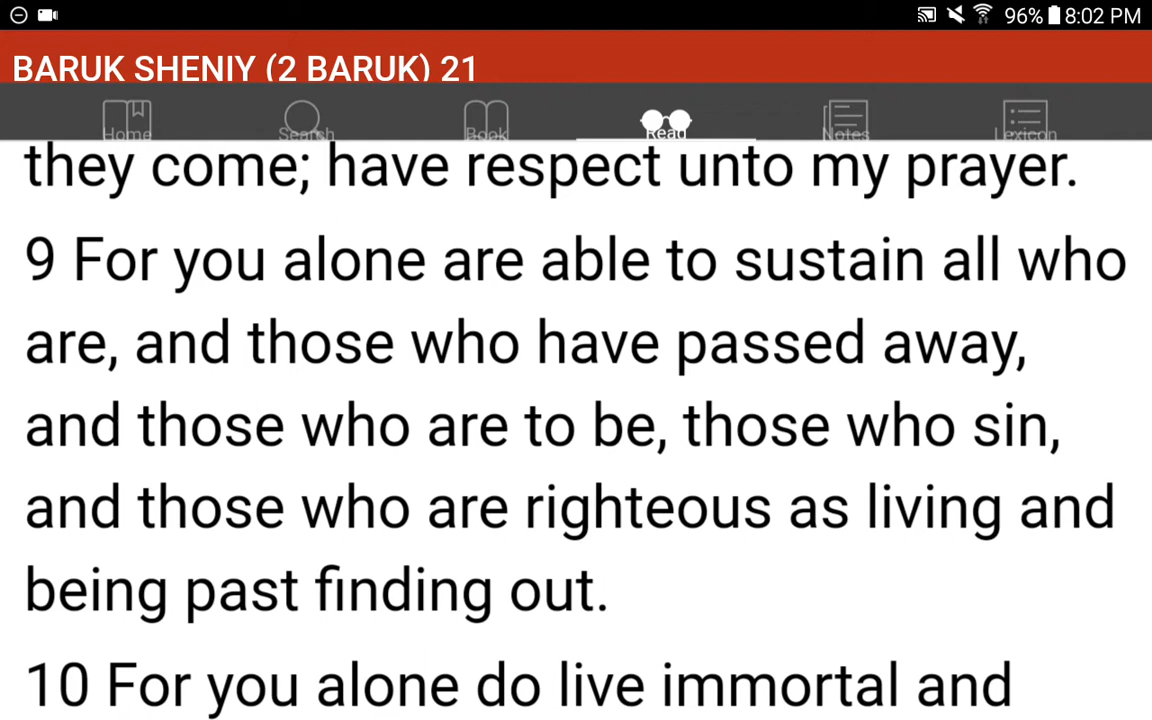 96% 8:02 PM
BARUK SHENIY (2 BARUK) 21
Home Search Book Read Notes Lexicon
they come; have respect unto my prayer.
9 For you alone are able to sustain all who
are, and those who have passed away,
and those who are to be, those who sin,
and those who are righteous as living and
being past finding out.
10 For you alone do live immortal and